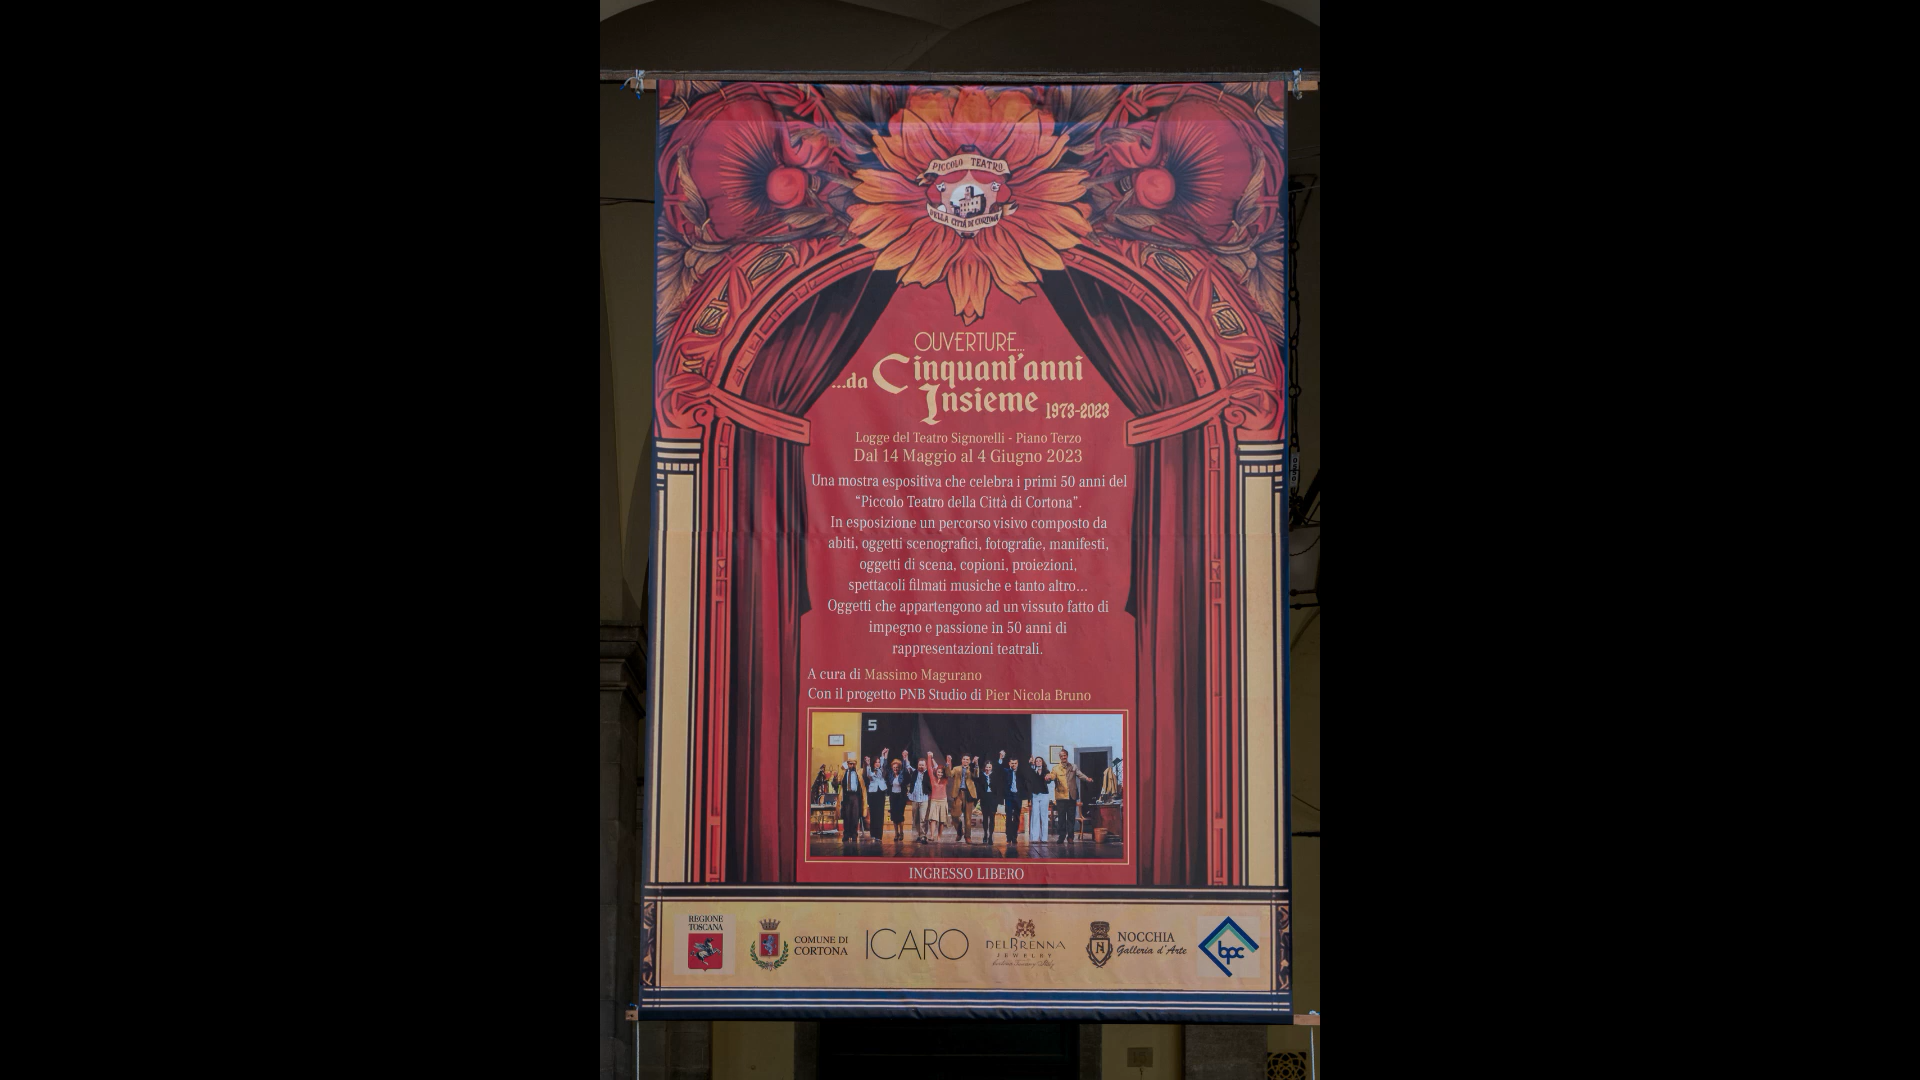 PICCOLO TEATRO
DELLA CITTÀ DI CORTONA
OUVERTURE...
...da Cinquant'anni
Insieme 1973-2023
Logge del Teatro Signorelli - Piano Terzo
Dal 14 Maggio al 4 Giugno 2023
Una mostra espositiva che celebra i primi 50 anni del
“Piccolo Teatro della Città di Cortona”.
In esposizione un percorso visivo composto da
abiti, oggetti scenografici, fotografie, manifesti,
oggetti di scena, copioni, proiezioni,
spettacoli filmati musiche e tanto altro...
Oggetti che appartengono ad un vissuto fatto di
impegno e passione in 50 anni di
rappresentazioni teatrali.
A cura di Massimo Magurano
Con il progetto PNB Studio di Pier Nicola Bruno
5
INGRESSO LIBERO
REGIONE
TOSCANA
COMUNE DI
CORTONA
ICARO
DELBRENNA
JEWELRY
N
NOCCHIA
Galleria d'Arte
bpc